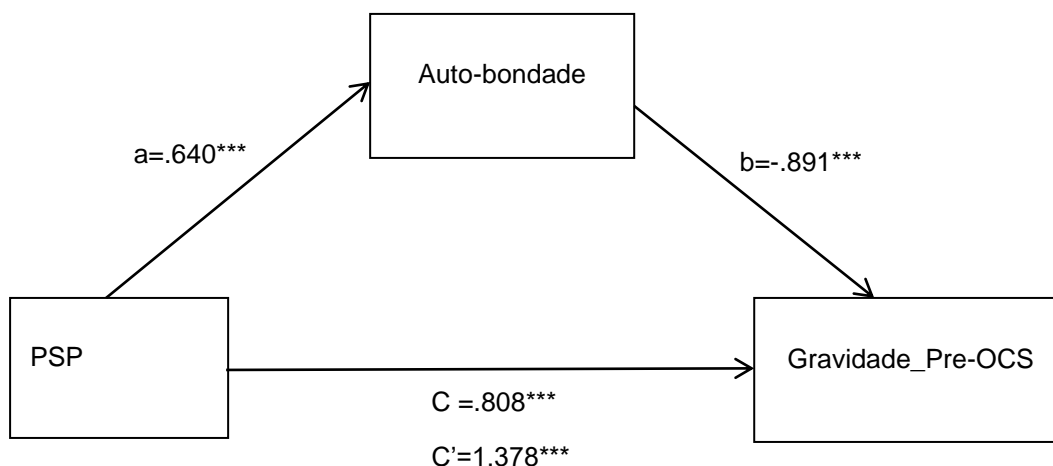 Auto-bondade
a=.640***
b=-.891***
PSP
Gravidade_Pre-OCS
C =.808***
C’=1.378***